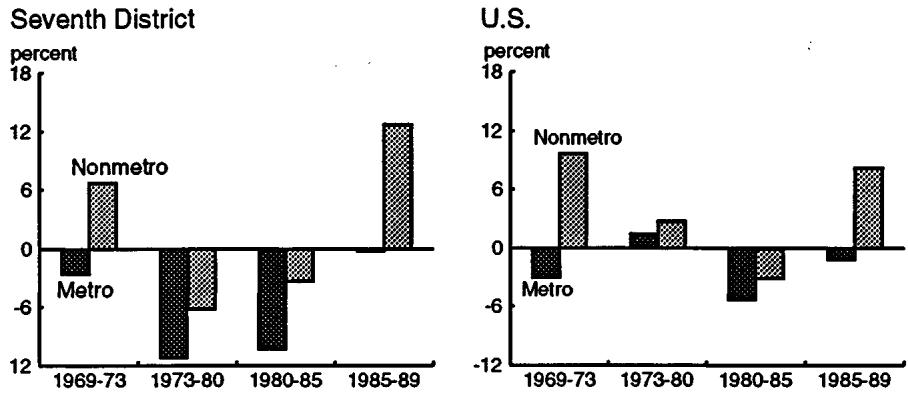 Seventh District
percent
18
12
6
0
-6
12
Nonmetro
Metro
1969-73 1973-80 1980-85 1985-89
U.S.
percent
18
12
6
0
-6
-12
Nonmetro
Metro
1969-73 1973-80 1980-85 1985-89